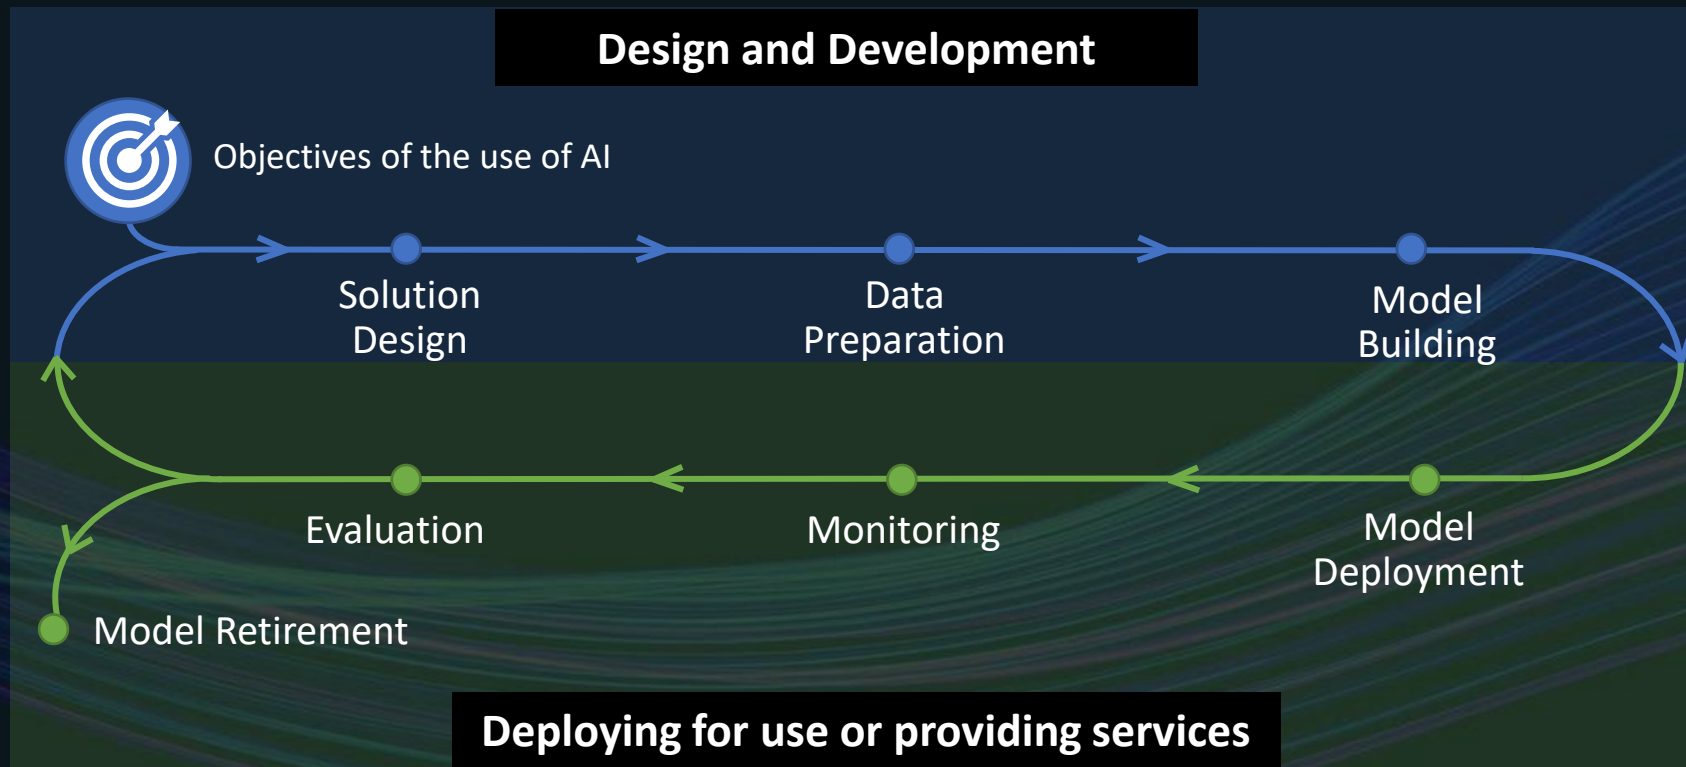 Design and Development
Objectives of the use of AI
Solution
Design
Data
Preparation
Model
Building
Evaluation
Monitoring
Model
Deployment
Model Retirement
Deploying for use or providing services